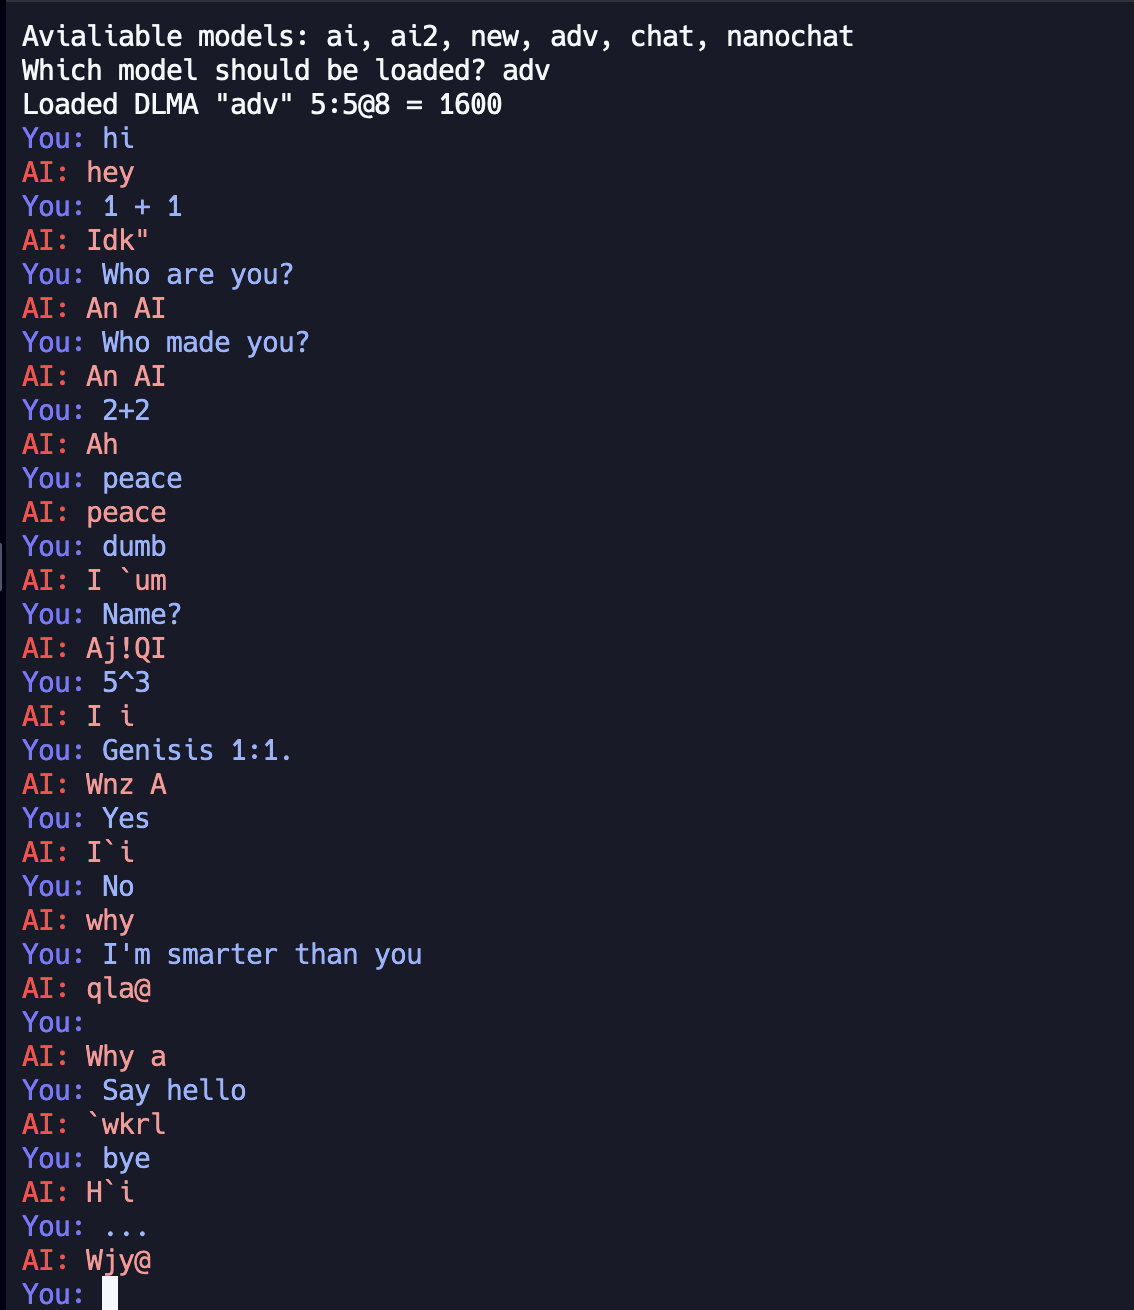 Avialiable models: ai, ai2, new, adv, chat, nanochat
Which model should be loaded? adv
Loaded DLMA "adv" 5:5@8 = 1600
You: hi
AI: hey
You: 1 + 1
AI: Idk"
You: Who are you?
AI: An AI
You: Who made you?
AI: An AI
You: 2+2
AI: Ah
You: peace
AI: peace
You: dumb
AI: I `um
You: Name?
AI: Aj!QI
You: 5^3
AI: I i
You: Genisis 1:1.
AI: Wnz A
You: Yes
AI: I`i
You: No
AI: why
You: I'm smarter than you
AI: qla@
You:
AI: Why a
You: Say hello
AI: `wkrl
You: bye
AI: H`i
You: ...
AI: Wjy@
You: